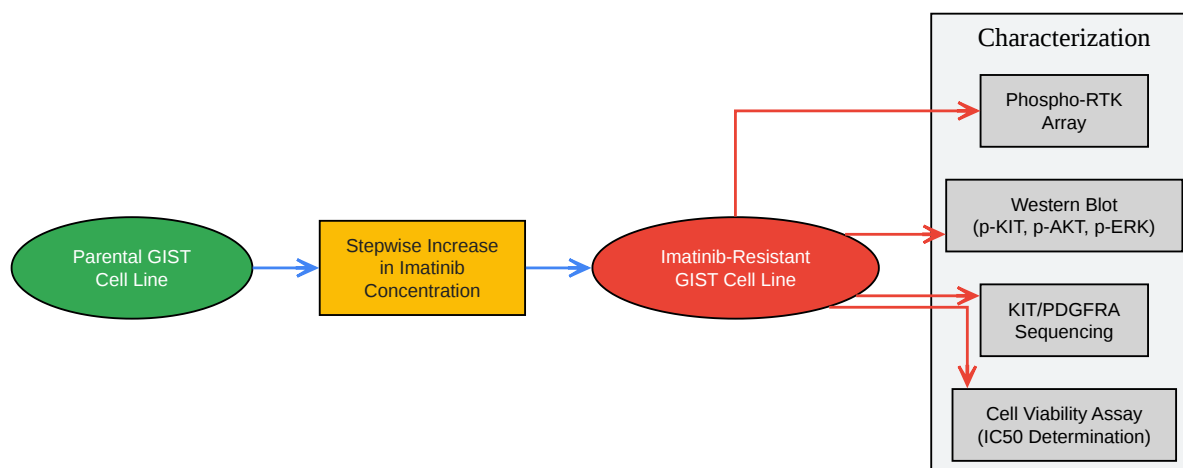 Parental GIST
Cell Line
Stepwise Increase
in Imatinib
Concentration
Imatinib-Resistant
GIST Cell Line
Characterization
Phospho-RTK
Array
Western Blot
(p-KIT, p-AKT, p-ERK)
KIT/PDGFRA
Sequencing
Cell Viability Assay
(IC50 Determination)